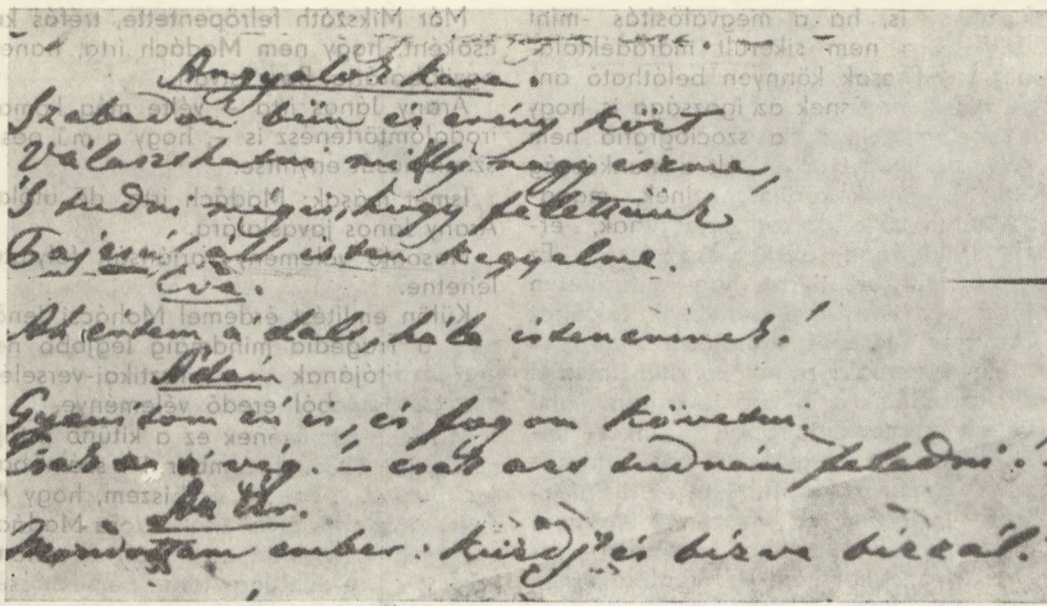 Angyalok kara.
Szabadon bün és erény közt
Választhatni milly nagy eszme,
S tudni mégis, hogy felettünk
Pajzsúl áll isten kegyelme.
Éva.
Ah értem a dalt, hála istenemnek!
Ádám
Gyanítom én is, és fogom követni.
Csak az a vég! – csak azt tudnám feledni!
Az Úr.
Mondottam ember: küzdj és bízva bízzál!